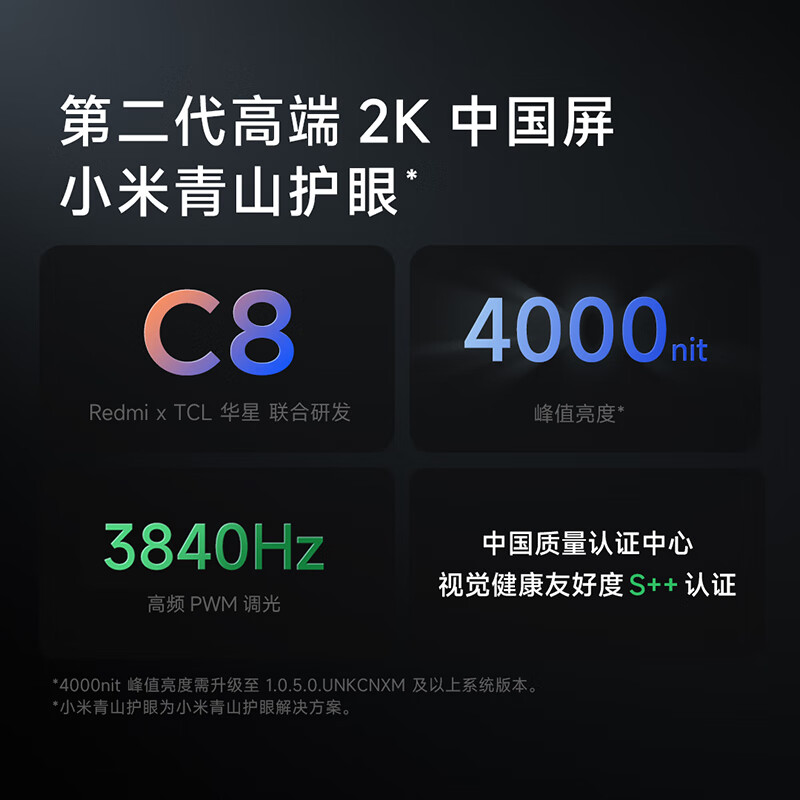 第二代高端 2K 中国屏
小米青山护眼*
C8
Redmi x TCL 华星 联合研发
4000nit
峰值亮度*
3840Hz
高频 PWM 调光
中国质量认证中心
视觉健康友好度 S++ 认证
*4000nit 峰值亮度需升级至 1.0.5.0.UNKCNXM 及以上系统版本。
*小米青山护眼为小米青山护眼解决方案。